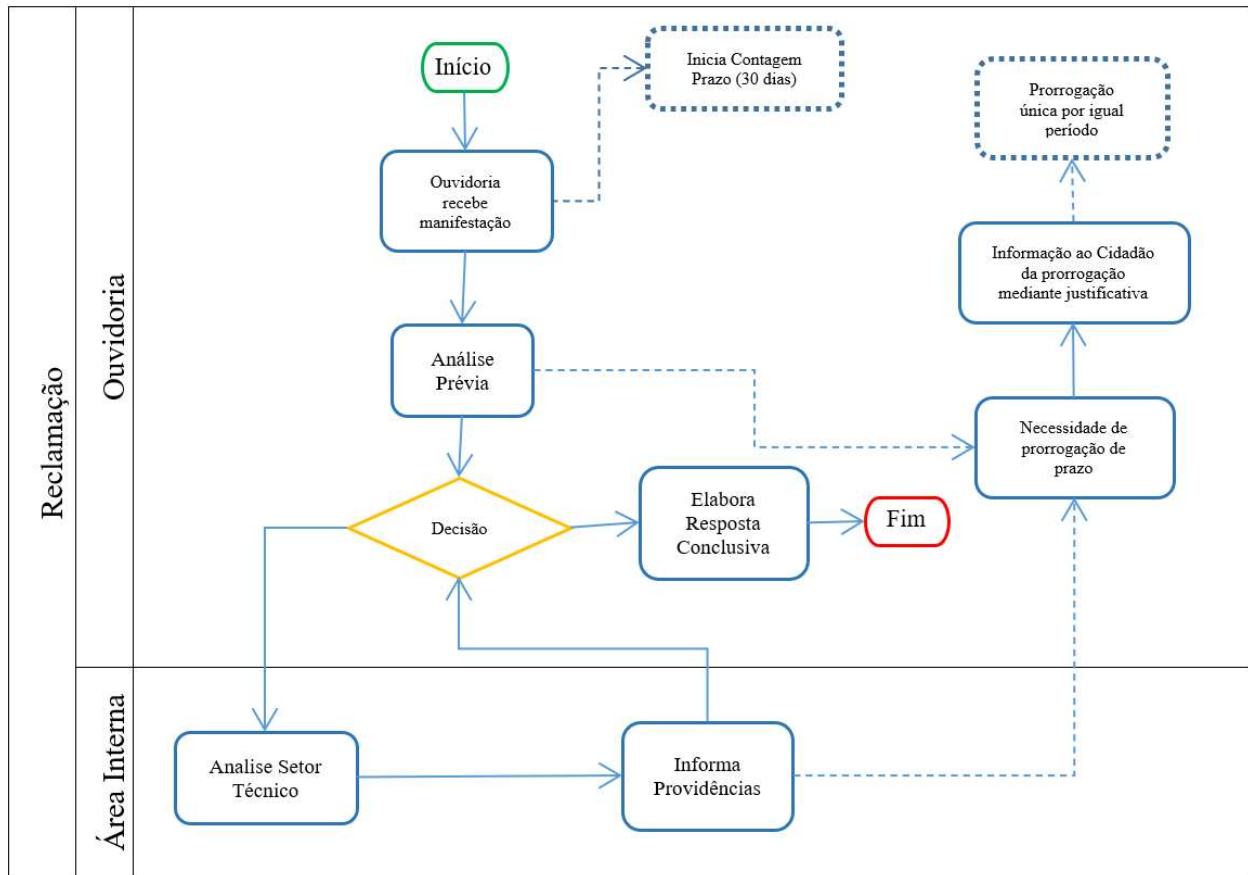 Reclamação
Ouvidoria
Início
Inicia Contagem
Prazo (30 dias)
Prorrogação
única por igual
período
Ouvidoria
recebe
manifestação
Informação ao Cidadão
da prorrogação
mediante justificativa
Análise
Prévia
Necessidade de
prorrogação de
prazo
Decisão
Elabora
Resposta
Conclusiva
Fim
Área Interna
Analise Setor
Técnico
Informa
Providências